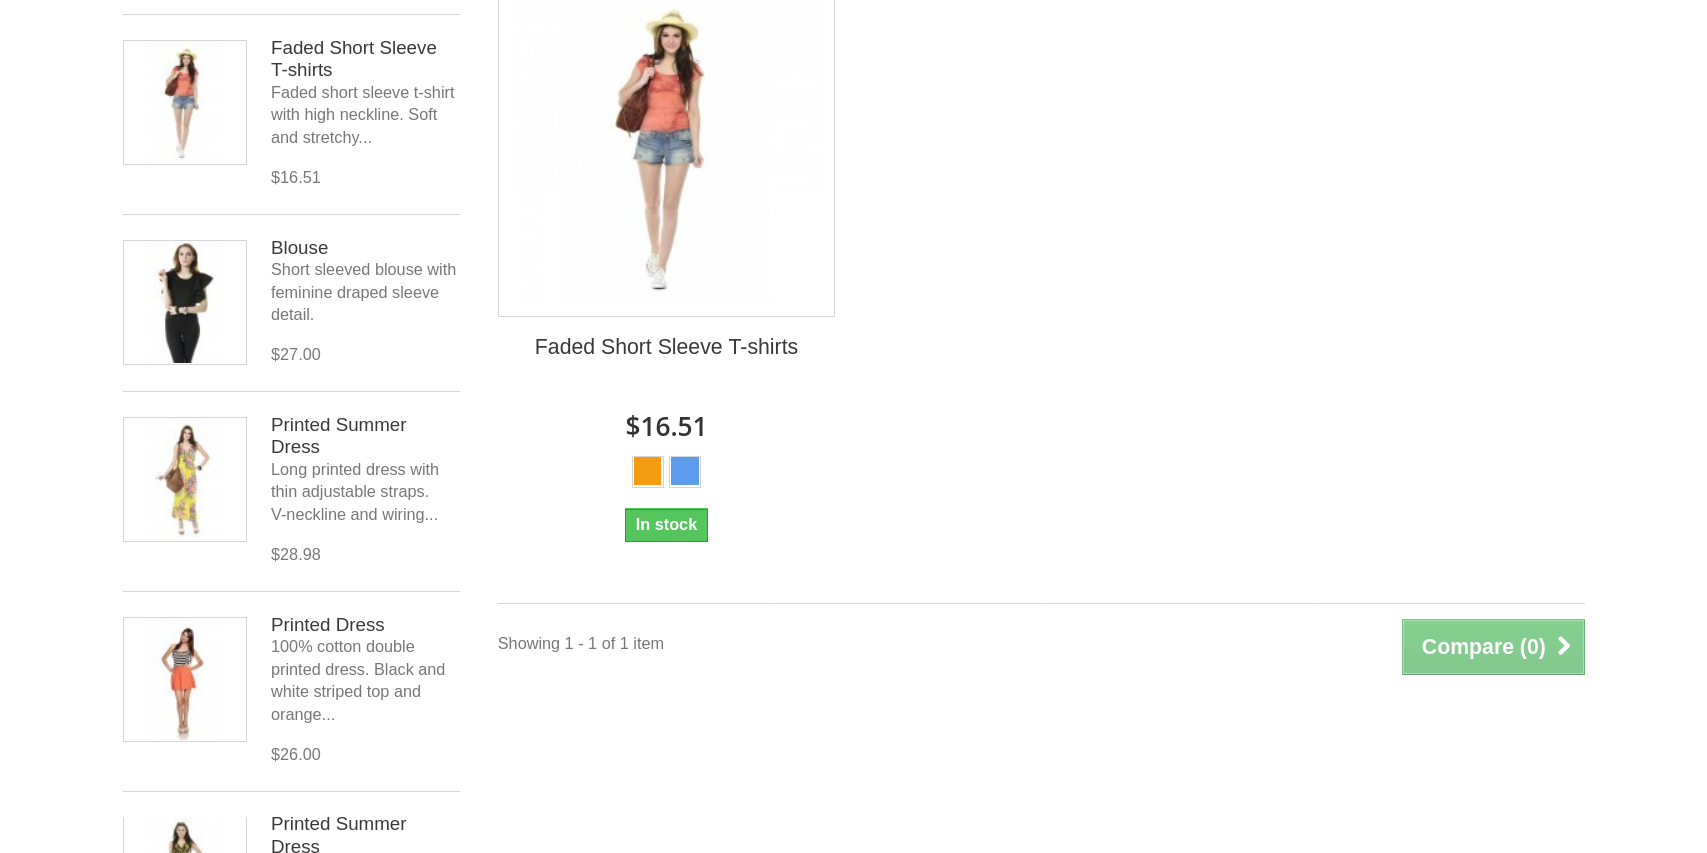 Faded Short Sleeve
T-shirts
Faded short sleeve t-shirt
with high neckline. Soft
and stretchy...
$16.51
Blouse
Short sleeved blouse with
feminine draped sleeve
detail.
$27.00
Printed Summer
Dress
Long printed dress with
thin adjustable straps.
V-neckline and wiring...
$28.98
Printed Dress
100% cotton double
printed dress. Black and
white striped top and
orange...
$26.00
Printed Summer
Dress
Faded Short Sleeve T-shirts
$16.51
In stock
Showing 1 - 1 of 1 item
Compare (0)